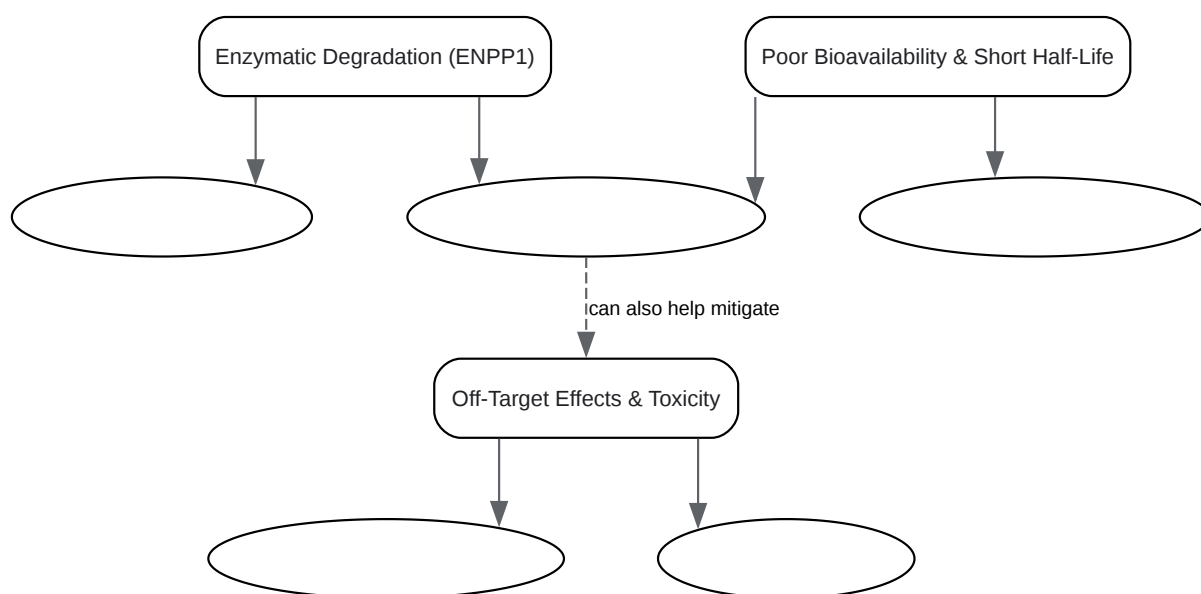 Enzymatic Degradation (ENPP1)
Poor Bioavailability & Short Half-Life
can also help mitigate
Off-Target Effects & Toxicity